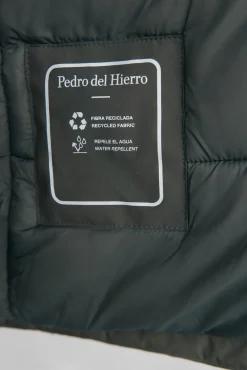 Pedro del Hierro
FIBRA RECICLADA
RECYCLED FABRIC
REPELE EL AGUA
WATER REPELLENT